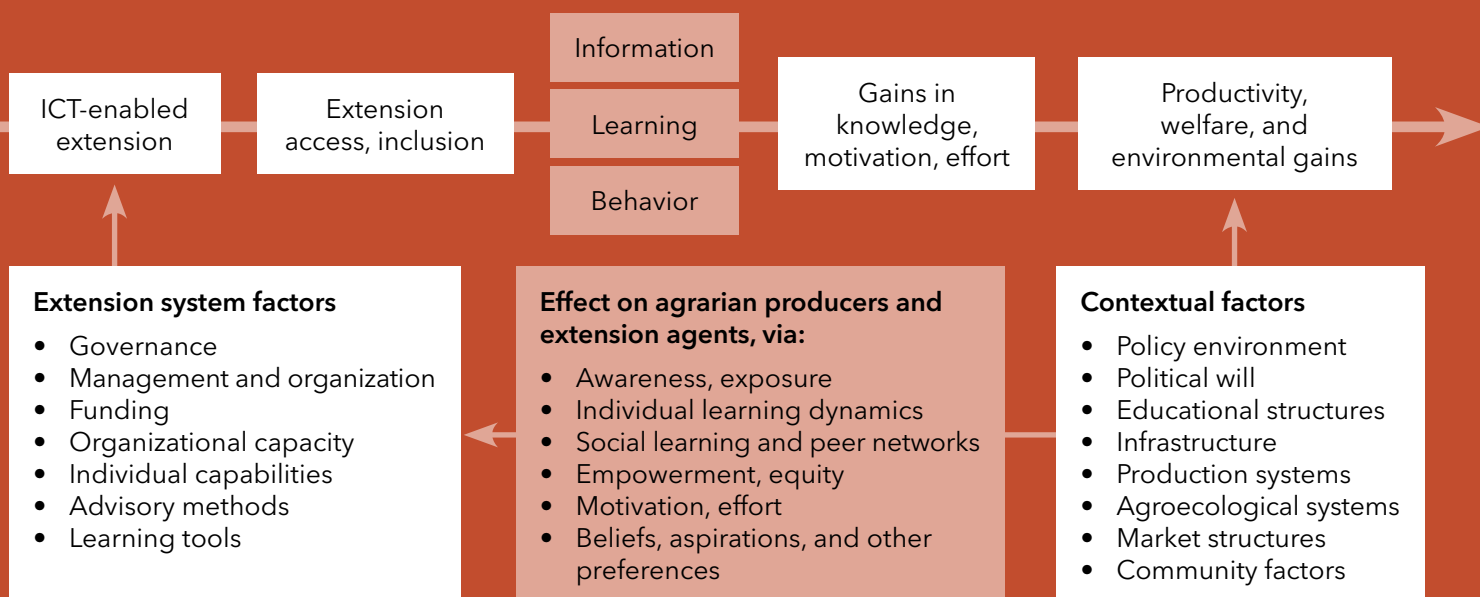 ICT-enabled
extension
Extension
access, inclusion
Information
Learning
Behavior
Gains in
knowledge,
motivation, effort
Productivity,
welfare, and
environmental gains
Extension system factors
• Governance
• Management and organization
• Funding
• Organizational capacity
• Individual capabilities
• Advisory methods
• Learning tools
Effect on agrarian producers and
extension agents, via:
• Awareness, exposure
• Individual learning dynamics
• Social learning and peer networks
• Empowerment, equity
• Motivation, effort
• Beliefs, aspirations, and other
preferences
Contextual factors
• Policy environment
• Political will
• Educational structures
• Infrastructure
• Production systems
• Agroecological systems
• Market structures
• Community factors